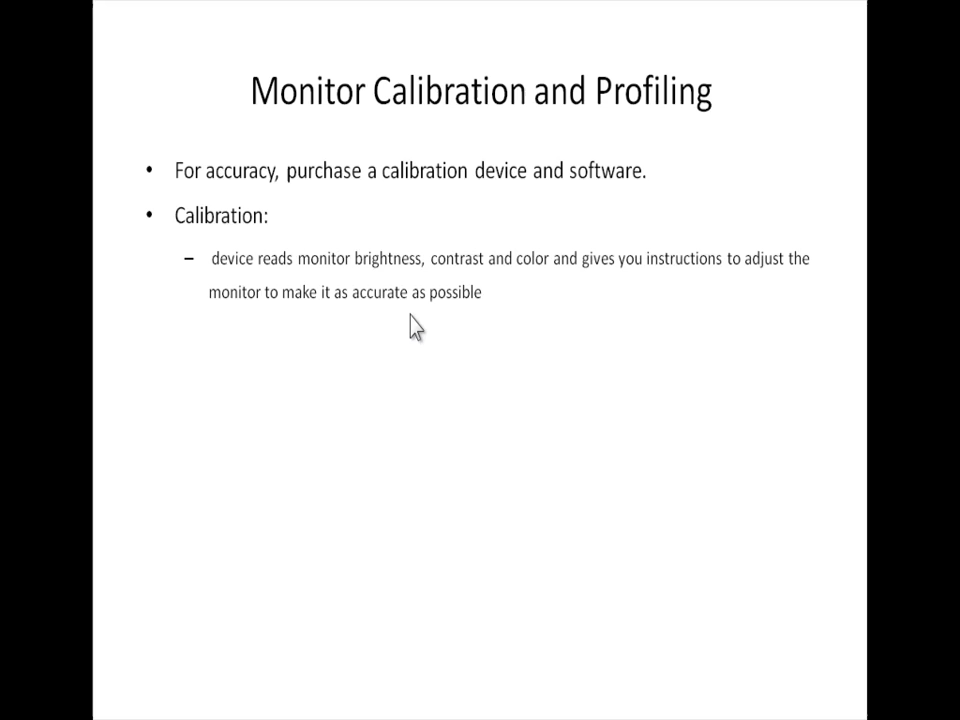 Monitor Calibration and Profiling
• For accuracy, purchase a calibration device and software.
• Calibration:
– device reads monitor brightness, contrast and color and gives you instructions to adjust the
monitor to make it as accurate as possible